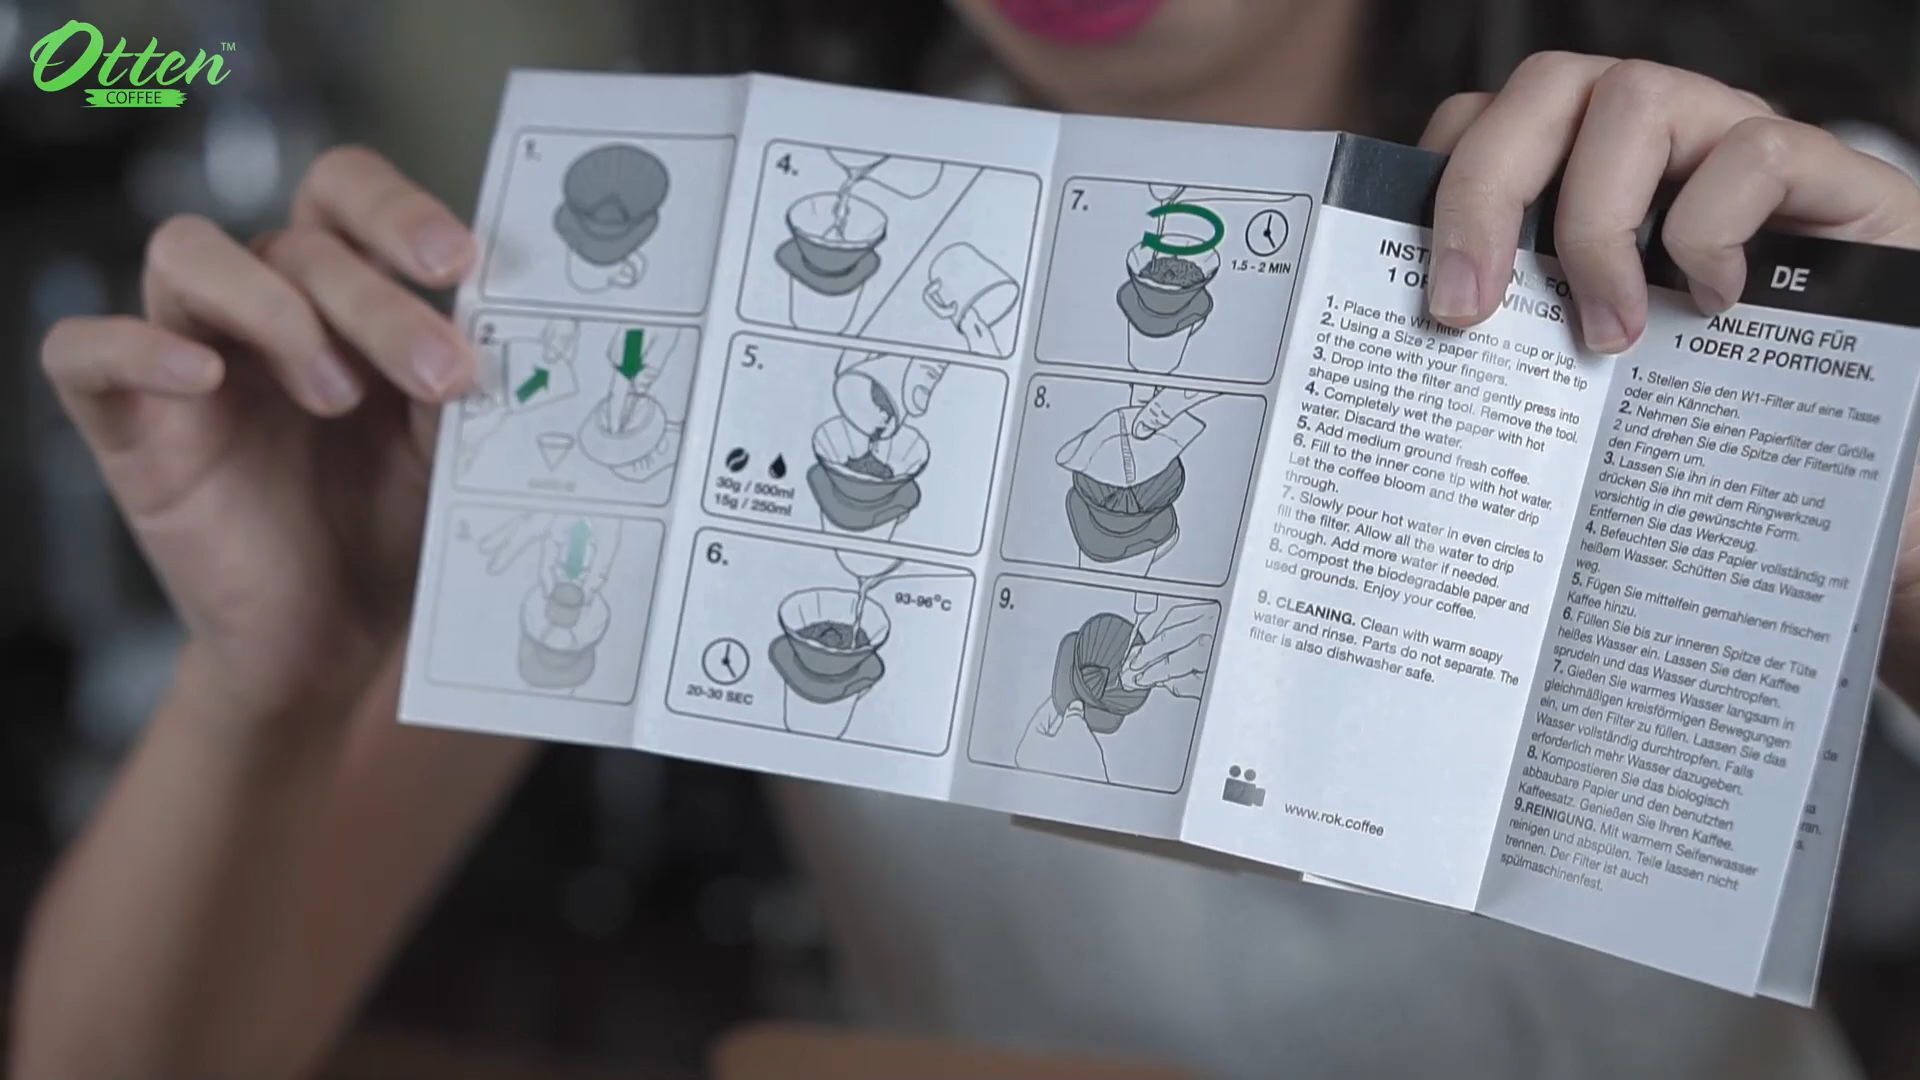 Otten™
COFFEE
1.
2.
3.
4.
5.
30g / 500ml
15g / 250ml
6.
93-96°C
20-30 SEC
7.
1.5 - 2 MIN
8.
9.
1. Place the W1 filter onto a cup or jug.
2. Using a Size 2 paper filter, invert the tip
of the cone with your fingers.
3. Drop into the filter and gently press into
shape using the ring tool. Remove the tool.
4. Completely wet the paper with hot
water. Discard the water.
5. Add medium ground fresh coffee.
6. Fill to the inner cone tip with hot water.
Let the coffee bloom and the water drip
through.
7. Slowly pour hot water in even circles to
fill the filter. Allow all the water to drip
through. Add more water if needed.
8. Compost the biodegradable paper and
used grounds. Enjoy your coffee.
9. CLEANING. Clean with warm soapy
water and rinse. Parts do not separate. The
filter is also dishwasher safe.
www.rok.coffee
DE
ANLEITUNG FÜR
1 ODER 2 PORTIONEN.
1. Stellen Sie den W1-Filter auf eine Tasse
oder ein Kännchen.
2. Nehmen Sie einen Papierfilter der Größe
2 und drehen Sie die Spitze der Filtertüte mit
den Fingern um.
3. Lassen Sie ihn in den Filter ab und
drücken Sie ihn mit dem Ringwerkzeug
vorsichtig in die gewünschte Form.
Entfernen Sie das Werkzeug.
4. Befeuchten Sie das Papier vollständig mit
heißem Wasser. Schütten Sie das Wasser
weg.
5. Fügen Sie mittelfein gemahlenen frischen
Kaffee hinzu.
6. Füllen Sie bis zur inneren Spitze der Tüte
heißes Wasser ein. Lassen Sie den Kaffee
sprudeln und das Wasser durchtropfen.
7. Gießen Sie warmes Wasser langsam in
gleichmäßigen kreisförmigen Bewegungen
ein, um den Filter zu füllen. Lassen Sie das
Wasser vollständig durchtropfen. Falls
erforderlich mehr Wasser dazugeben.
8. Kompostieren Sie das biologisch
abbaubare Papier und den benutzten
Kaffeesatz. Genießen Sie Ihren Kaffee.
9.REINIGUNG. Mit warmem Seifenwasser
reinigen und abspülen. Teile lassen nicht
trennen. Der Filter ist auch
spülmaschinenfest.